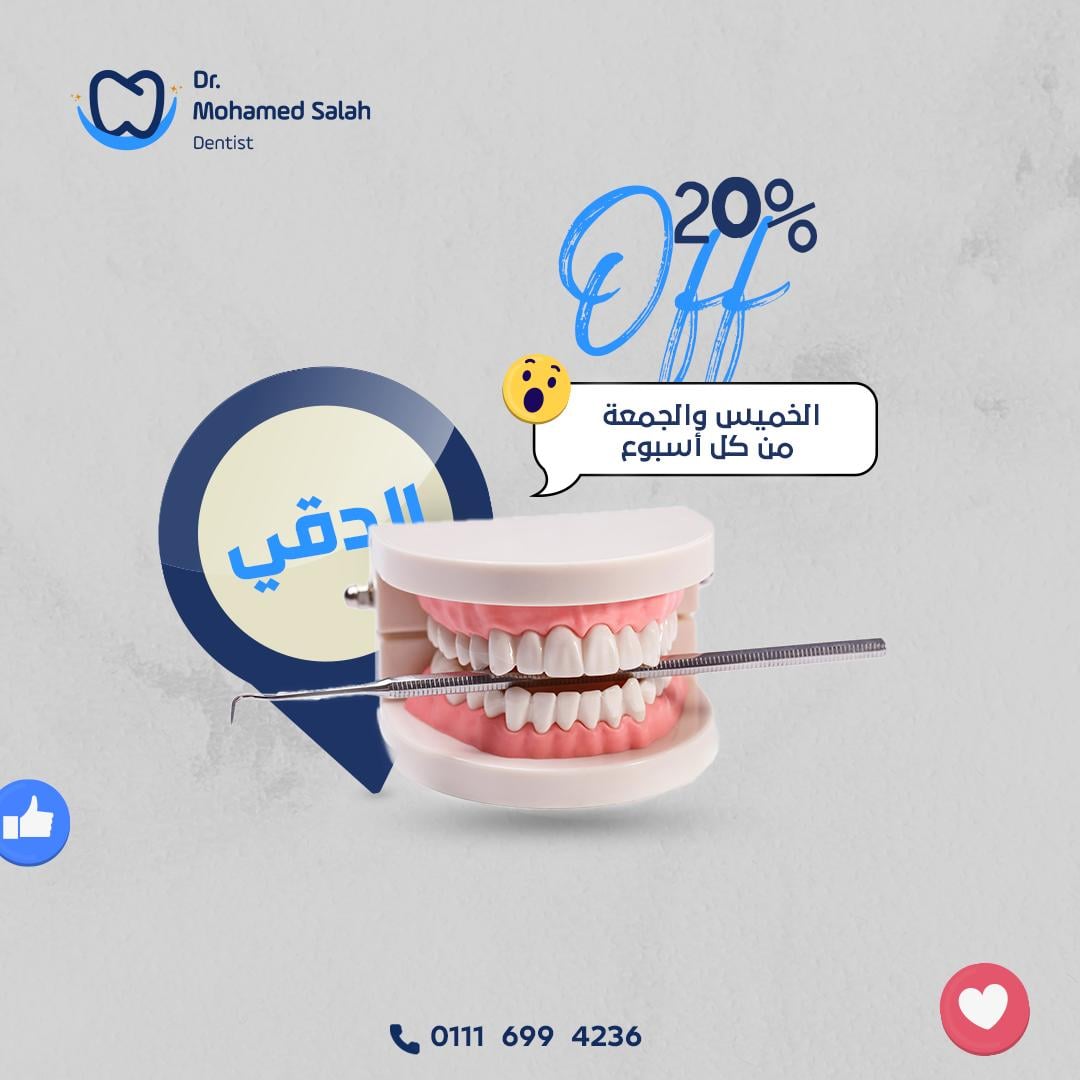 Dr.
Mohamed Salah
Dentist
20%
Off
الخميس والجمعة
من كل أسبوع
الدقي
0111 699 4236